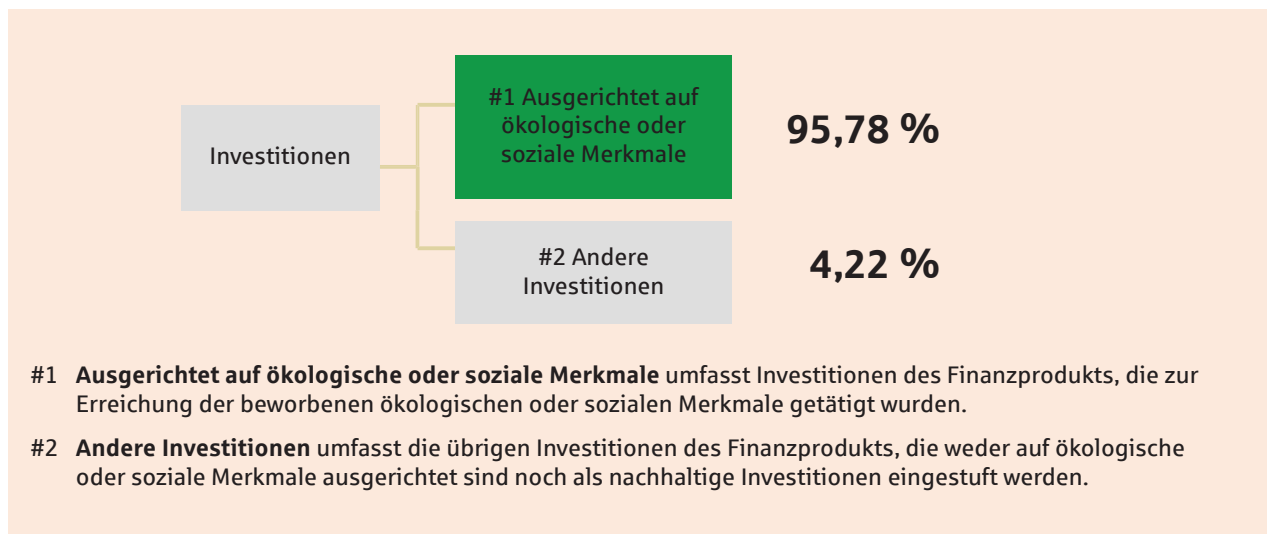 #1 Ausgerichtet auf
ökologische oder
soziale Merkmale
95,78 %
Investitionen
#2 Andere
Investitionen
4,22 %
#1 Ausgerichtet auf ökologische oder soziale Merkmale umfasst Investitionen des Finanzprodukts, die zur
Erreichung der beworbenen ökologischen oder sozialen Merkmale getätigt wurden.
#2 Andere Investitionen umfasst die übrigen Investitionen des Finanzprodukts, die weder auf ökologische
oder soziale Merkmale ausgerichtet sind noch als nachhaltige Investitionen eingestuft werden.